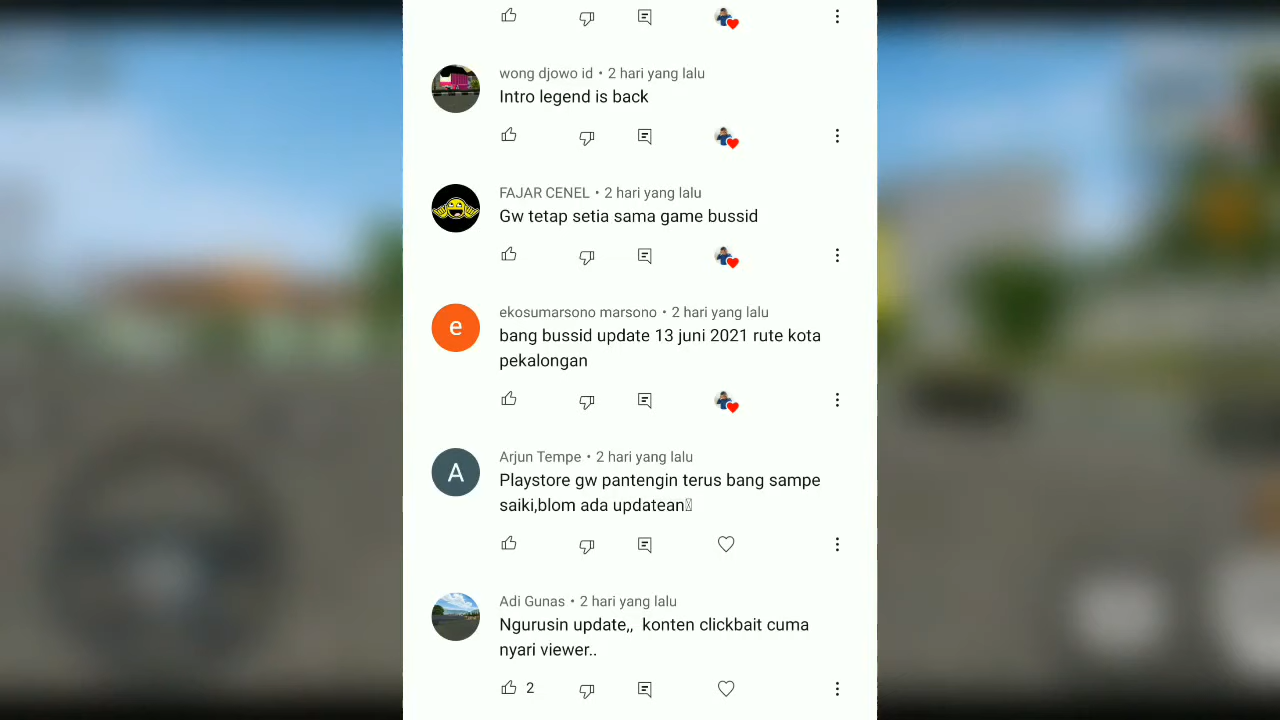 wong djowo id • 2 hari yang lalu
Intro legend is back
FAJAR CENEL • 2 hari yang lalu
Gw tetap setia sama game bussid
e
ekosumarsono marsono • 2 hari yang lalu
bang bussid update 13 juni 2021 rute kota
pekalongan
A
Arjun Tempe • 2 hari yang lalu
Playstore gw pantengin terus bang sampe
saiki,blom ada updatean
Adi Gunas • 2 hari yang lalu
Ngurusin update,,  konten clickbait cuma
nyari viewer..
2